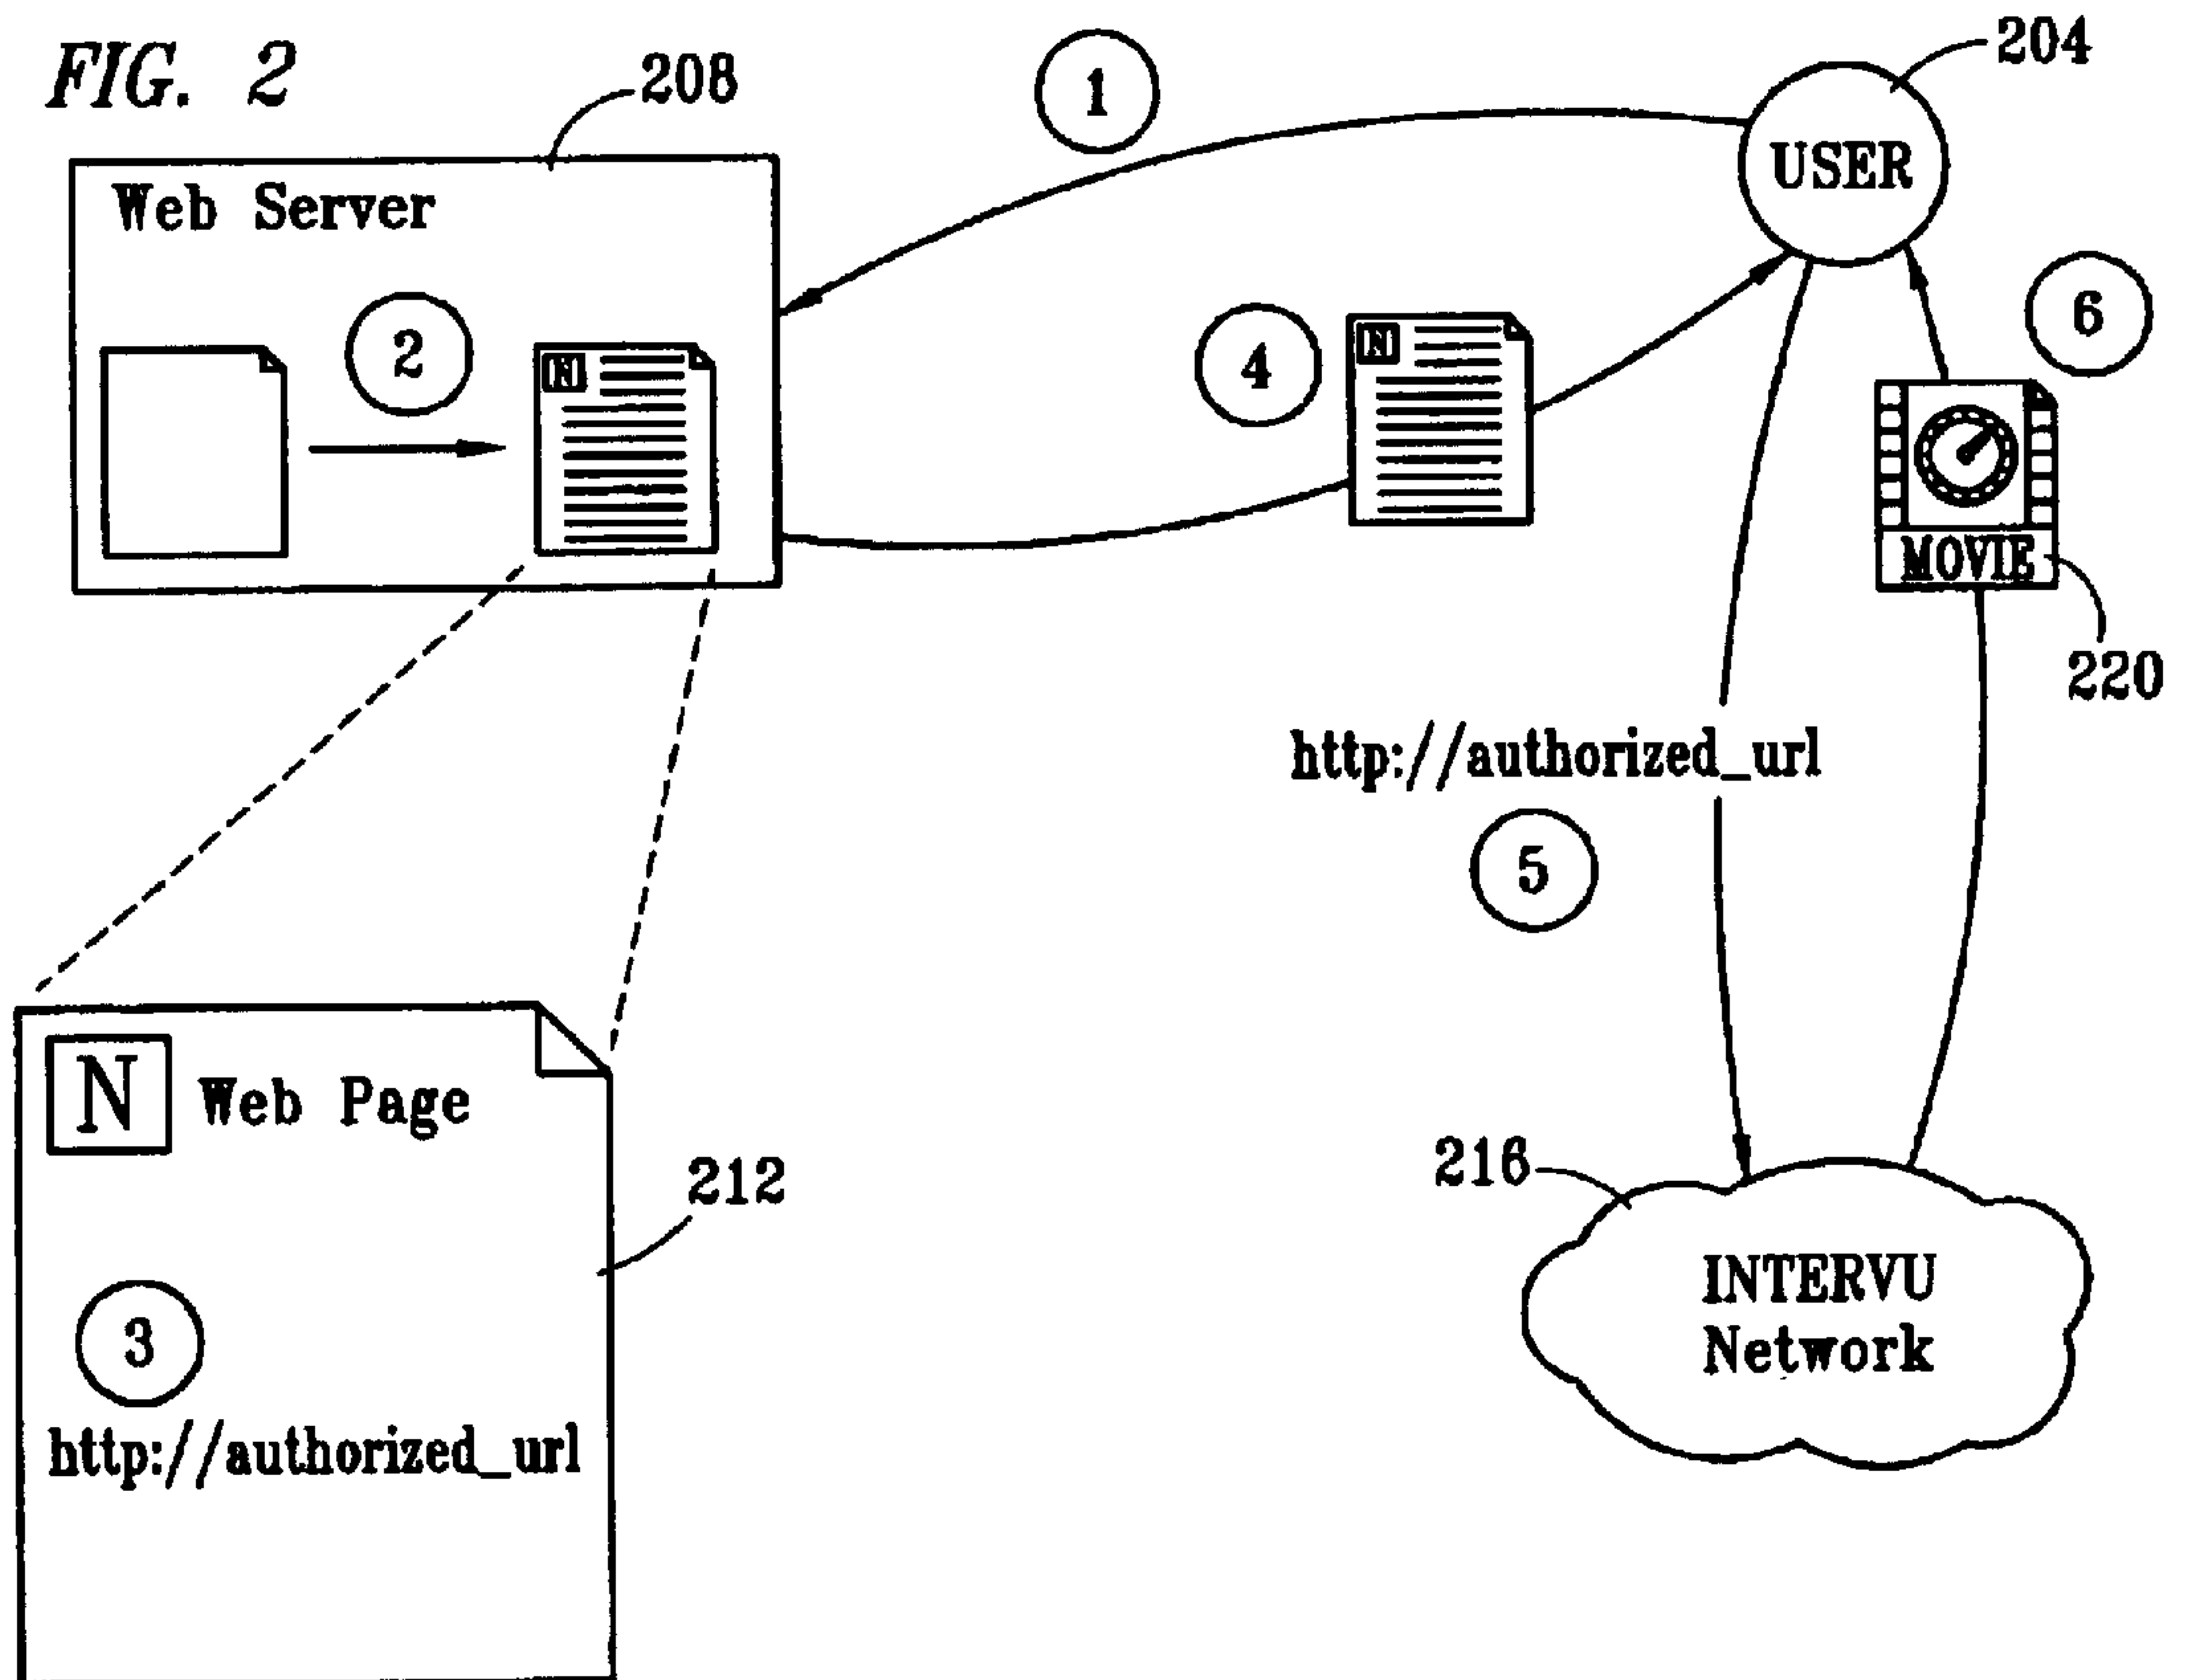 FIG. 2
208
1
204
USER
Web Server
2
N
4
N
6
MOVIE
220
http://authorized_url
5
N Web Page
212
3
http://authorized_url
216
INTERVU
Network